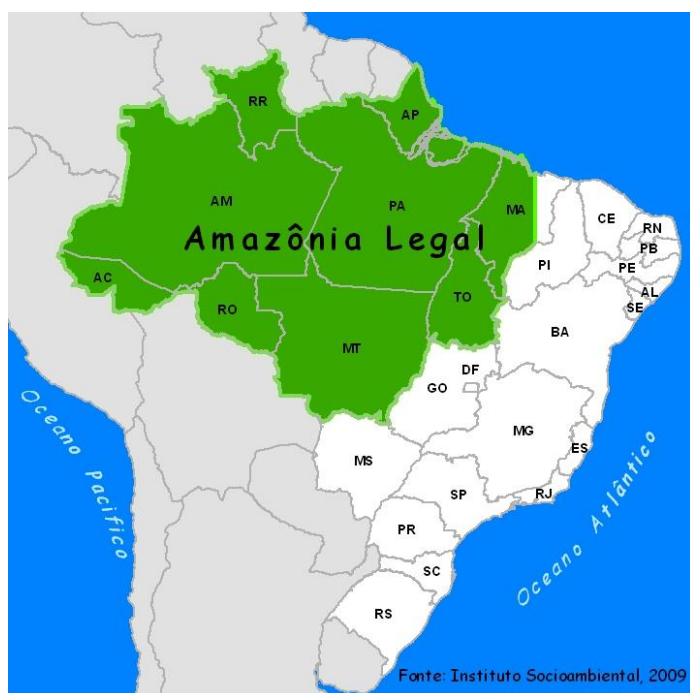 RR
AP
AM
PA
MA
CE
RN
Amazônia Legal
PB
PI
PE
AC
AL
TO
SE
RO
BA
MT
DF
GO
MG
ES
MS
SP
RJ
PR
SC
RS
Oceano Pacífico
Oceano Atlântico
Fonte: Instituto Socioambiental, 2009